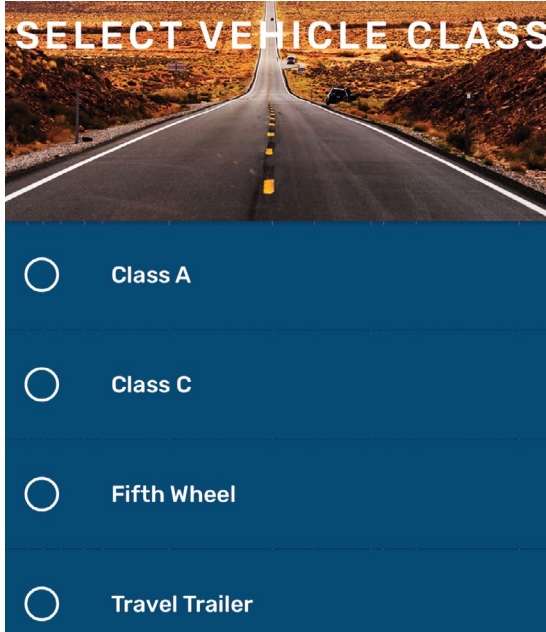 SELECT VEHICLE CLASS
Class A
Class C
Fifth Wheel
Travel Trailer